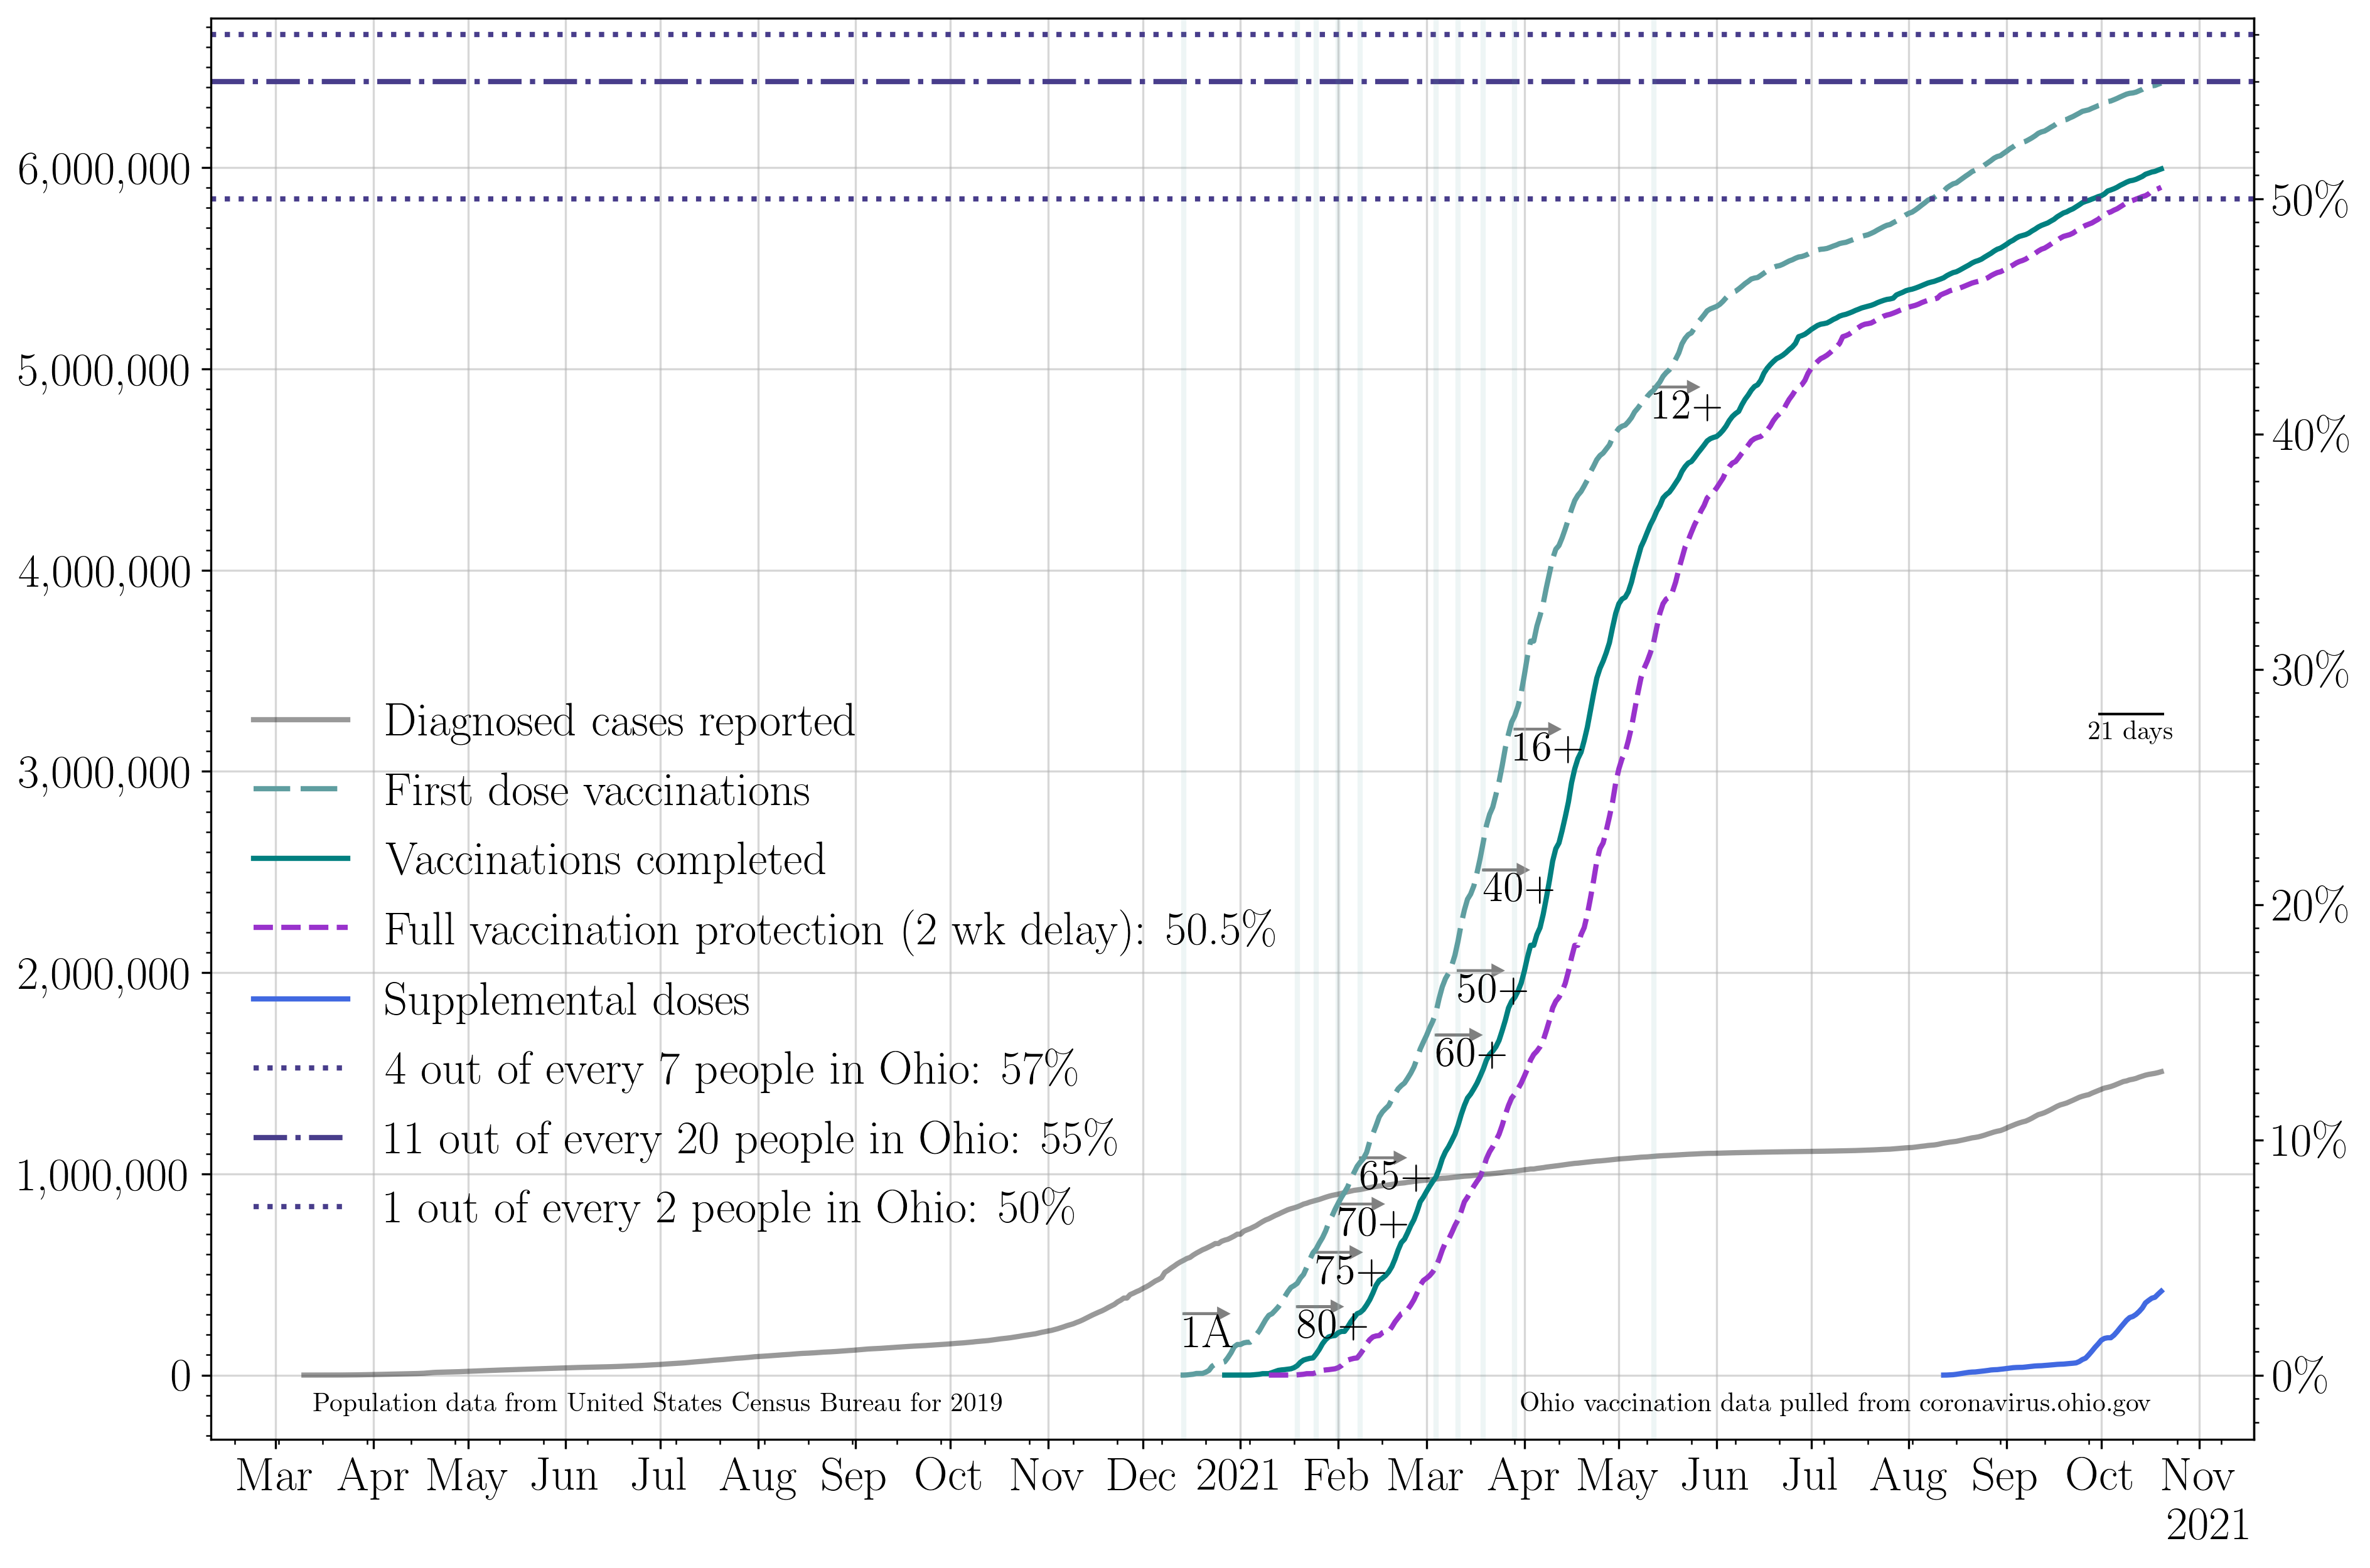 6,000,000
5,000,000
4,000,000
3,000,000
2,000,000
1,000,000
0
50%
40%
30%
20%
10%
0%
Diagnosed cases reported
First dose vaccinations
Vaccinations completed
Full vaccination protection (2 wk delay): 50.5%
Supplemental doses
4 out of every 7 people in Ohio: 57%
11 out of every 20 people in Ohio: 55%
1 out of every 2 people in Ohio: 50%
12+
16+
40+
50+
60+
65+
70+
75+
80+
1A
21 days
Population data from United States Census Bureau for 2019
Ohio vaccination data pulled from coronavirus.ohio.gov
Mar Apr May Jun Jul Aug Sep Oct Nov Dec 2021 Feb Mar Apr May Jun Jul Aug Sep Oct Nov
2021